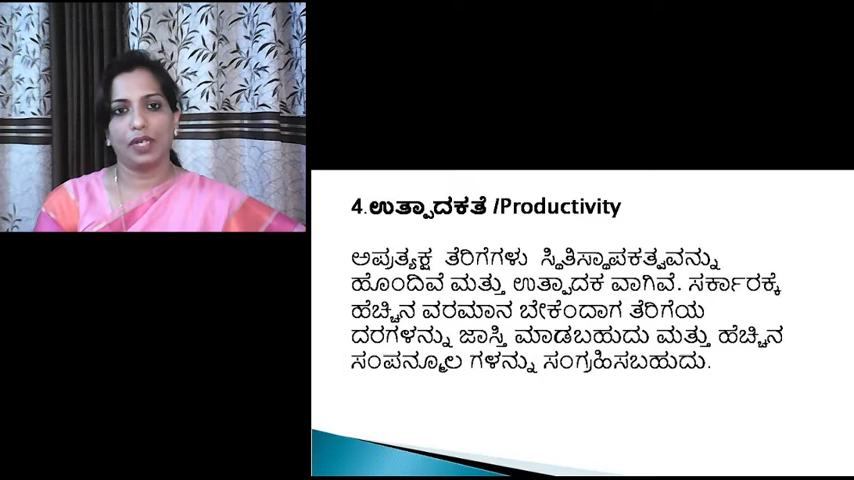 4.ಉತ್ಪಾದಕತೆ /Productivity
ಅಪ್ರತ್ಯಕ್ಷ ತೆರಿಗೆಗಳು ಸ್ಥಿತಿಸ್ಥಾಪಕತ್ವವನ್ನು
ಹೊಂದಿವೆ ಮತ್ತು ಉತ್ಪಾದಕ ವಾಗಿವೆ. ಸರ್ಕಾರಕ್ಕೆ
ಹೆಚ್ಚಿನ ವರಮಾನ ಬೇಕೆಂದಾಗ ತೆರಿಗೆಯ
ದರಗಳನ್ನು ಜಾಸ್ತಿ ಮಾಡಬಹುದು ಮತ್ತು ಹೆಚ್ಚಿನ
ಸಂಪನ್ಮೂಲ ಗಳನ್ನು ಸಂಗ್ರಹಿಸಬಹುದು.